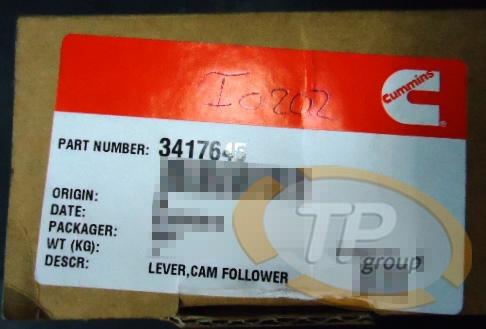 I0202
Cummins
PART NUMBER: 3417645
ORIGIN:
DATE:
PACKAGER:
WT (KG):
DESCR: LEVER,CAM FOLLOWER
TP
group